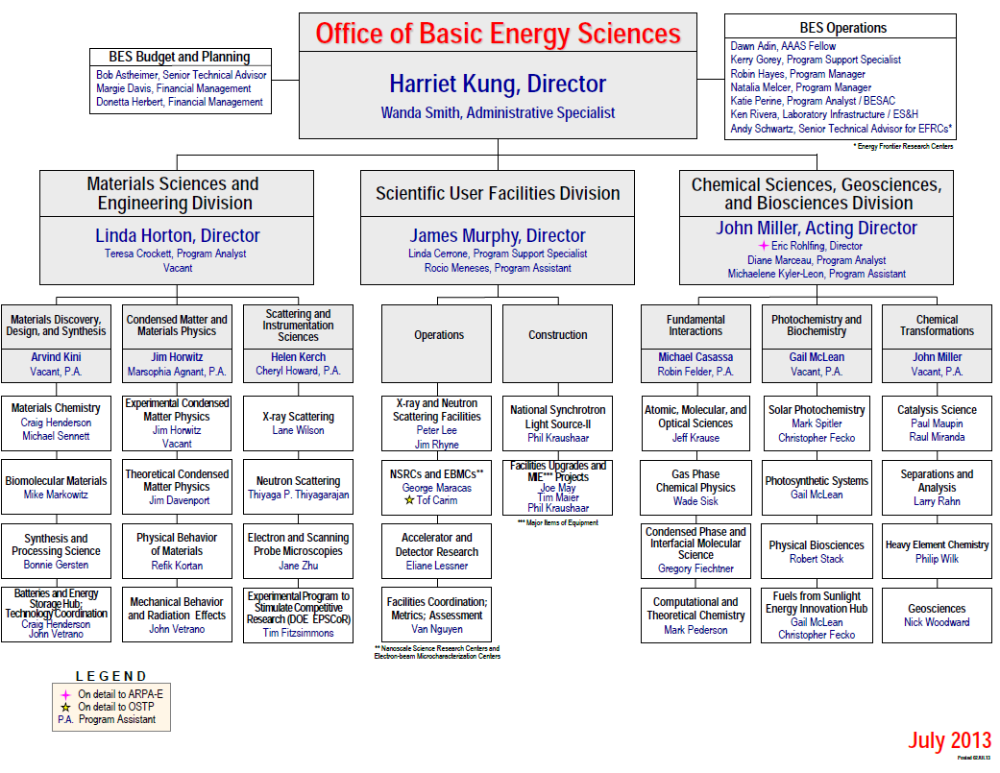 Office of Basic Energy Sciences
Harriet Kung, Director
Wanda Smith, Administrative Specialist
BES Budget and Planning
Bob Astheimer, Senior Technical Advisor
Margie Davis, Financial Management
Donetta Herbert, Financial Management
BES Operations
Dawn Adin, AAAS Fellow
Kerry Gorey, Program Support Specialist
Robin Hayes, Program Manager
Natalia Melcer, Program Manager
Katie Perine, Program Analyst / BESAC
Ken Rivera, Laboratory Infrastructure / ES&H
Andy Schwartz, Senior Technical Advisor for EFRCs*
* Energy Frontier Research Centers
Materials Sciences and
Engineering Division
Linda Horton, Director
Teresa Crockett, Program Analyst
Vacant
Scientific User Facilities Division
James Murphy, Director
Linda Cerrone, Program Support Specialist
Rocio Meneses, Program Assistant
Chemical Sciences, Geosciences,
and Biosciences Division
John Miller, Acting Director
Eric Rohlfing, Director
Diane Marceau, Program Analyst
Michaelene Kyler-Leon, Program Assistant
Materials Discovery,
Design, and Synthesis
Arvind Kini
Vacant, P.A.
Materials Chemistry
Craig Henderson
Michael Sennett
Biomolecular Materials
Mike Markowitz
Synthesis and
Processing Science
Bonnie Gersten
Batteries and Energy
Storage Hub;
Technology Coordination
Craig Henderson
John Vetrano
Condensed Matter and
Materials Physics
Jim Horwitz
Marsophia Agnant, P.A.
Experimental Condensed
Matter Physics
Jim Horwitz
Vacant
Theoretical Condensed
Matter Physics
Jim Davenport
Physical Behavior
of Materials
Refik Kortan
Mechanical Behavior
and Radiation Effects
John Vetrano
Scattering and
Instrumentation
Sciences
Helen Kerch
Cheryl Howard, P.A.
X-ray Scattering
Lane Wilson
Neutron Scattering
Thiyaga P. Thiyagarajan
Electron and Scanning
Probe Microscopies
Jane Zhu
Experimental Program to
Stimulate Competitive
Research (DOE EPSCoR)
Tim Fitzsimmons
Operations
X-ray and Neutron
Scattering Facilities
Peter Lee
Jim Rhyne
NSRCs and EBMCs**
George Maracas
Tof Carim
Accelerator and
Detector Research
Eliane Lessner
Facilities Coordination;
Metrics; Assessment
Van Nguyen
** Nanoscale Science Research Centers and
Electron-beam Microcharacterization Centers
Construction
National Synchrotron
Light Source-II
Phil Kraushaar
Facilities Upgrades and
MIE*** Projects
Joe May
Tim Maier
Phil Kraushaar
*** Major Items of Equipment
Fundamental
Interactions
Michael Casassa
Robin Felder, P.A.
Atomic, Molecular, and
Optical Sciences
Jeff Krause
Gas Phase
Chemical Physics
Wade Sisk
Condensed Phase and
Interfacial Molecular
Science
Gregory Fiechtner
Computational and
Theoretical Chemistry
Mark Pederson
Photochemistry and
Biochemistry
Gail McLean
Vacant, P.A.
Solar Photochemistry
Mark Spitler
Christopher Fecko
Photosynthetic Systems
Gail McLean
Physical Biosciences
Robert Stack
Fuels from Sunlight
Energy Innovation Hub
Gail McLean
Christopher Fecko
Chemical
Transformations
John Miller
Vacant, P.A.
Catalysis Science
Paul Maupin
Raul Miranda
Separations and
Analysis
Larry Rahn
Heavy Element Chemistry
Philip Wilk
Geosciences
Nick Woodward
LEGEND
On detail to ARPA-E
On detail to OSTP
P.A. Program Assistant
July 2013
Posted 02JUL13